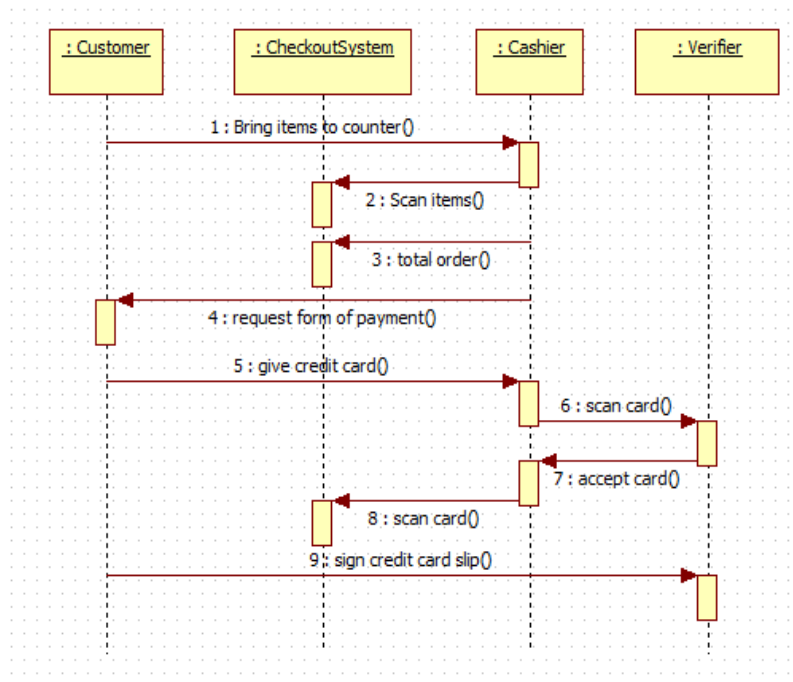 : Customer
: CheckoutSystem
: Cashier
: Verifier
1 : Bring items to counter()
2 : Scan items()
3 : total order()
4 : request form of payment()
5 : give credit card()
6 : scan card()
7 : accept card()
8 : scan card()
9 : sign credit card slip()